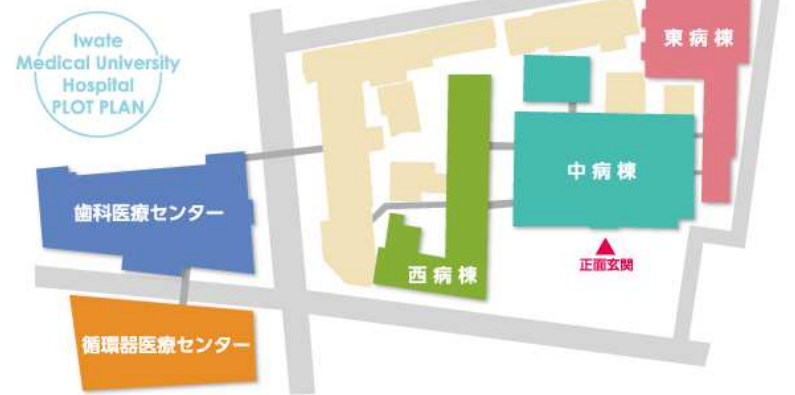 Iwate
Medical University
Hospital
PLOT PLAN
東病棟
中病棟
歯科医療センター
正面玄関
西病棟
循環器医療センター